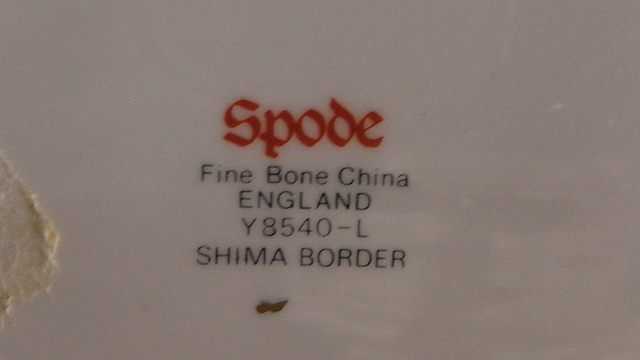 Spode
Fine Bone China
ENGLAND
Y8540-L
SHIMA BORDER